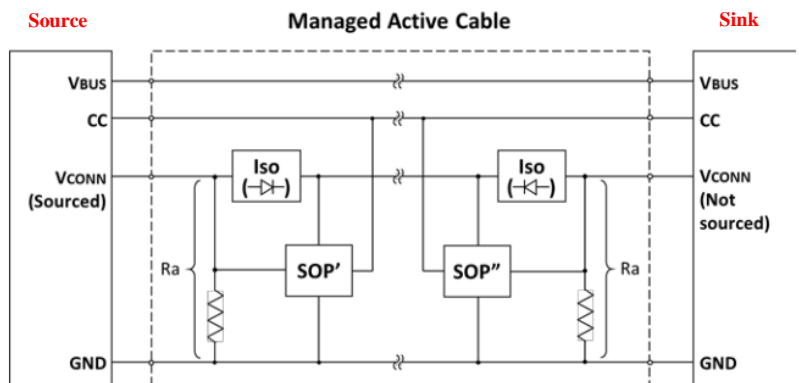 Source
Managed Active Cable
Sink
VBUS
VBUS
CC
CC
VCONN
(Sourced)
Iso
Iso
VCONN
(Not
sourced)
Ra
SOP'
SOP"
Ra
GND
GND